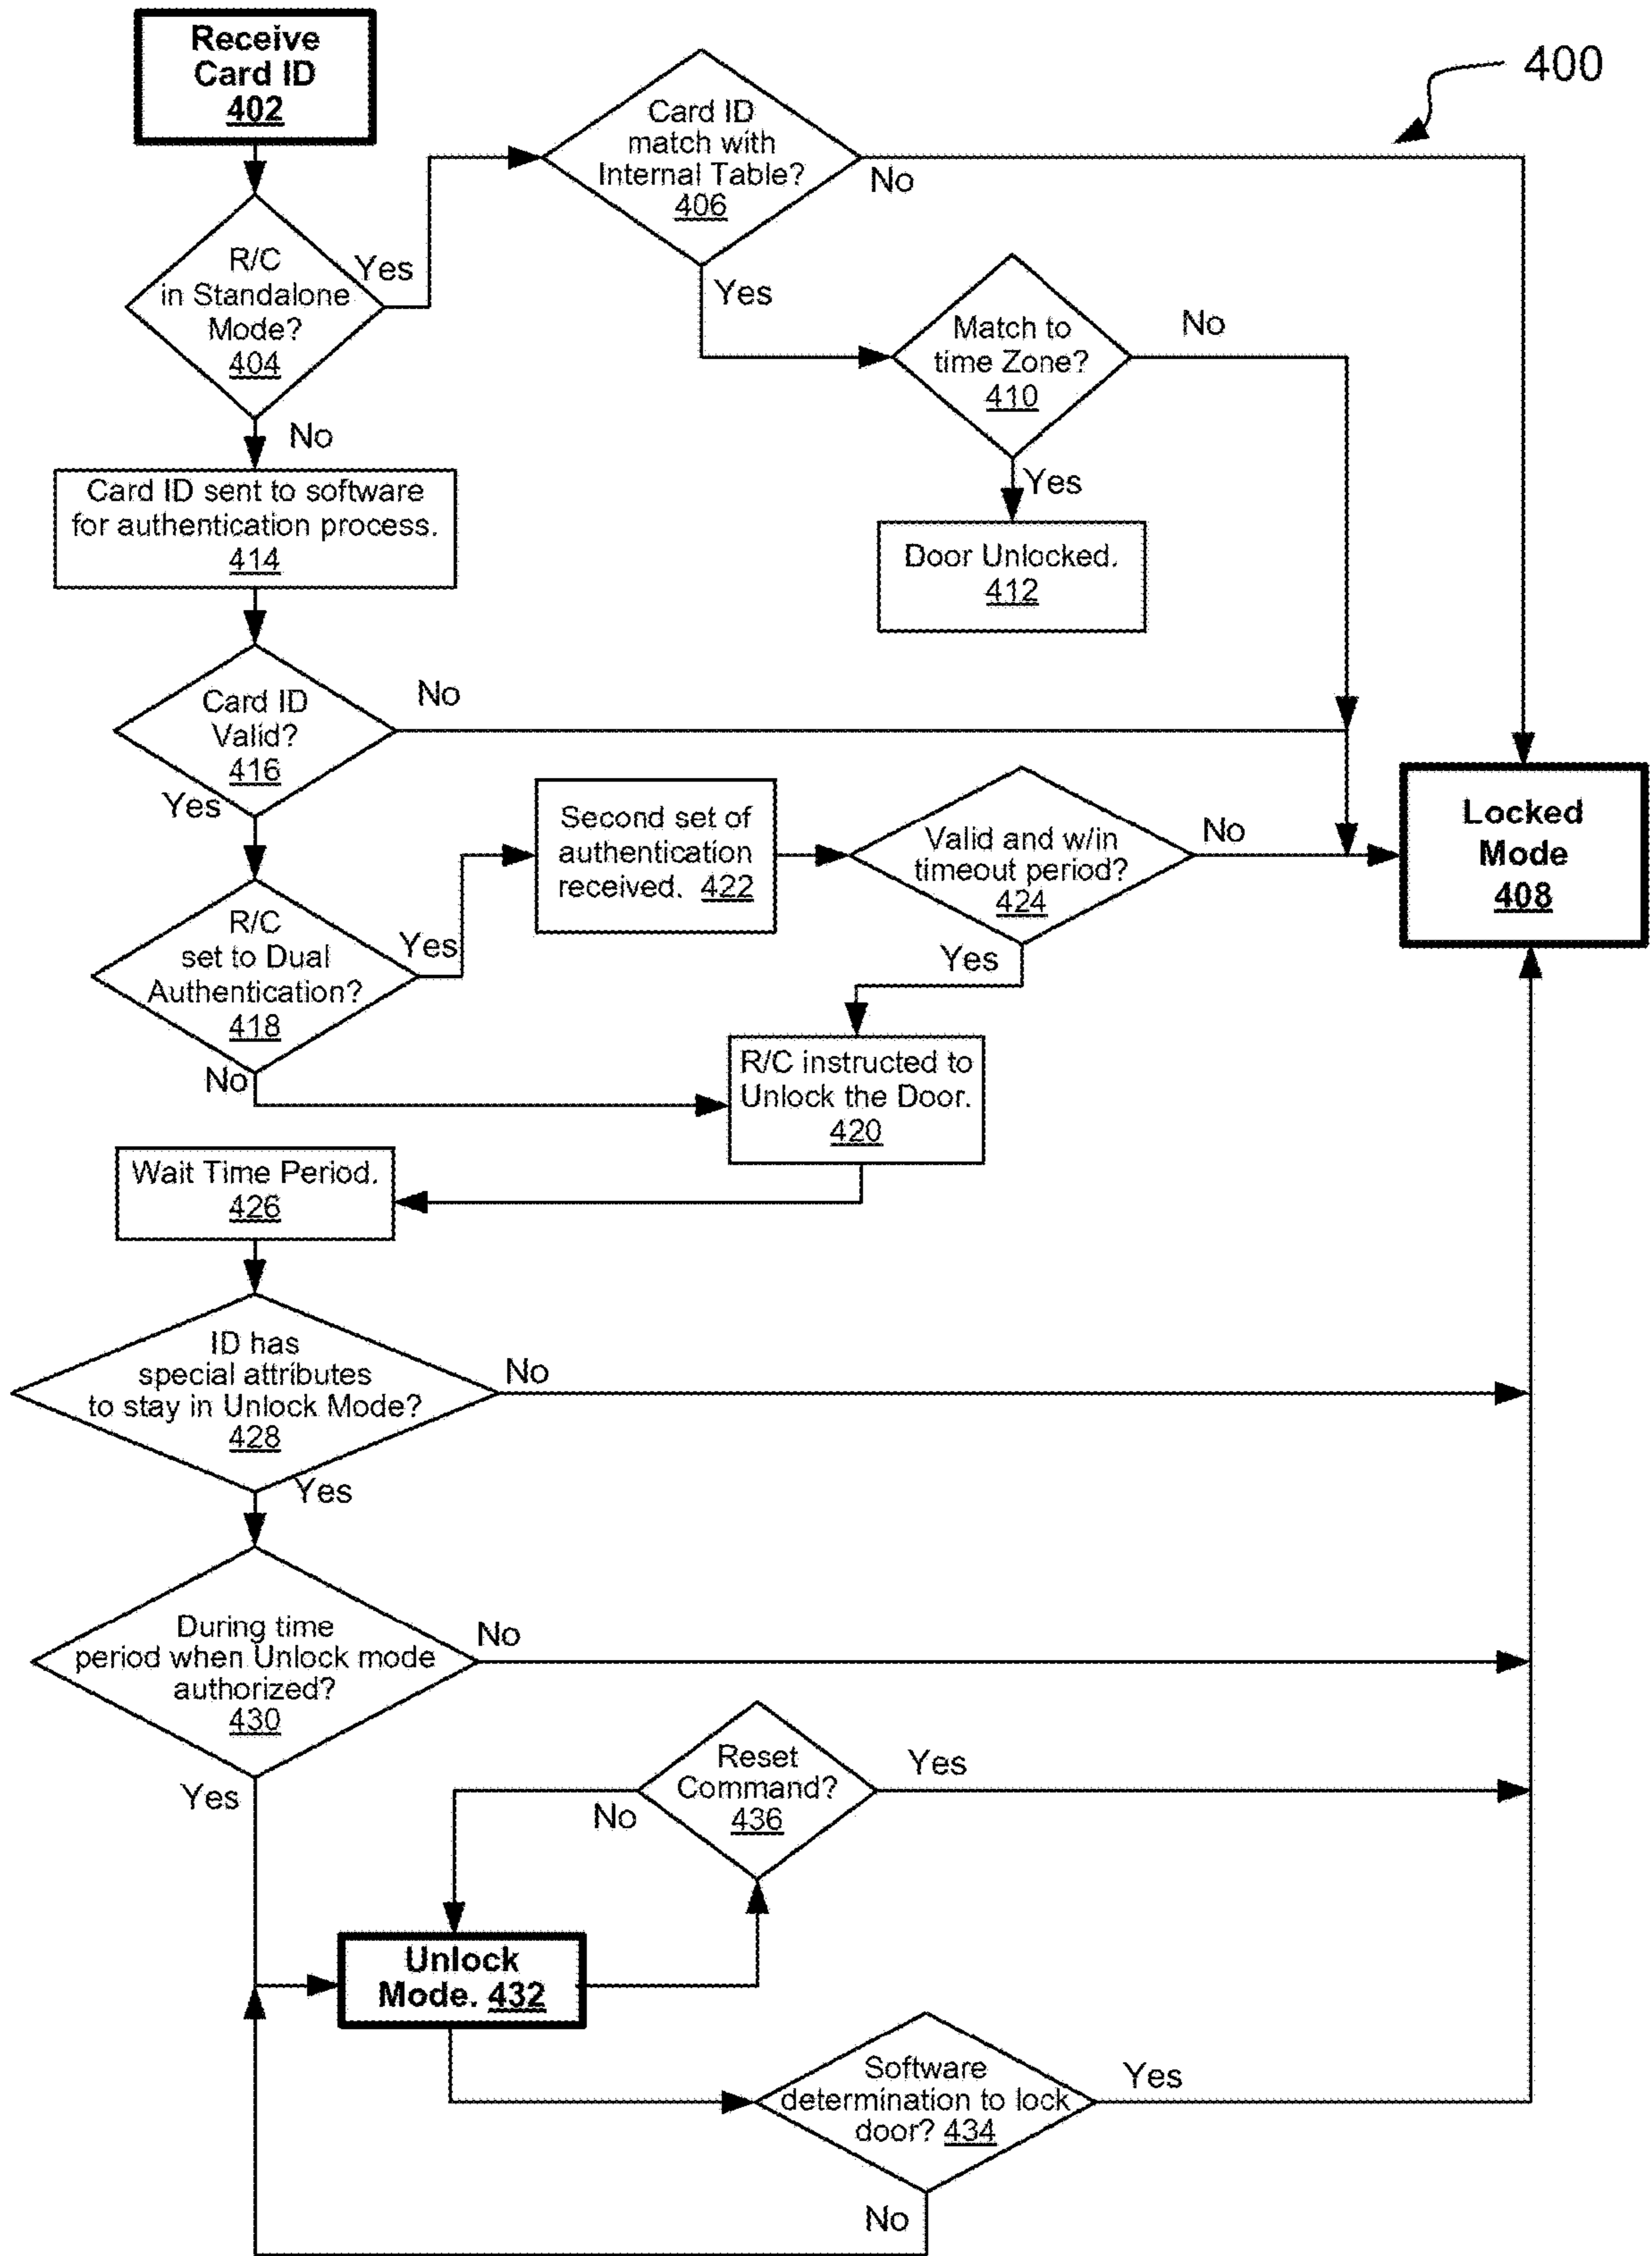 Receive
Card ID
402
400
Card ID
match with
Internal Table?
406
No
Yes
R/C
in Standalone
Mode?
404
Yes
No
Match to
time Zone?
410
No
Yes
Door Unlocked.
412
Card ID sent to software
for authentication process.
414
Card ID
Valid?
416
No
Yes
Second set of
authentication
received. 422
Valid and w/in
timeout period?
424
No
Yes
Locked
Mode
408
R/C
set to Dual
Authentication?
418
Yes
No
R/C instructed to
Unlock the Door.
420
Wait Time Period.
426
ID has
special attributes
to stay in Unlock Mode?
428
No
Yes
During time
period when Unlock mode
authorized?
430
No
Yes
Reset
Command?
436
Yes
No
Unlock
Mode. 432
Software
determination to lock
door? 434
Yes
No